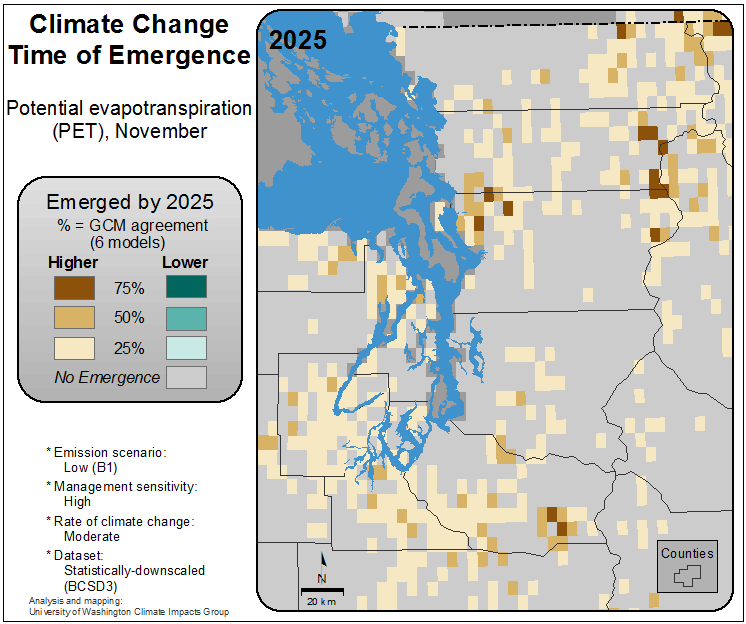 Climate Change
Time of Emergence
Potential evapotranspiration
(PET), November
Emerged by 2025
% = GCM agreement
(6 models)
Higher Lower
75%
50%
25%
No Emergence
* Emission scenario:
Low (B1)
* Management sensitivity:
High
* Rate of climate change:
Moderate
* Dataset:
Statistically-downscaled
(BCSD3)
Analysis and mapping:
University of Washington Climate Impacts Group
2025
N
20 km
Counties